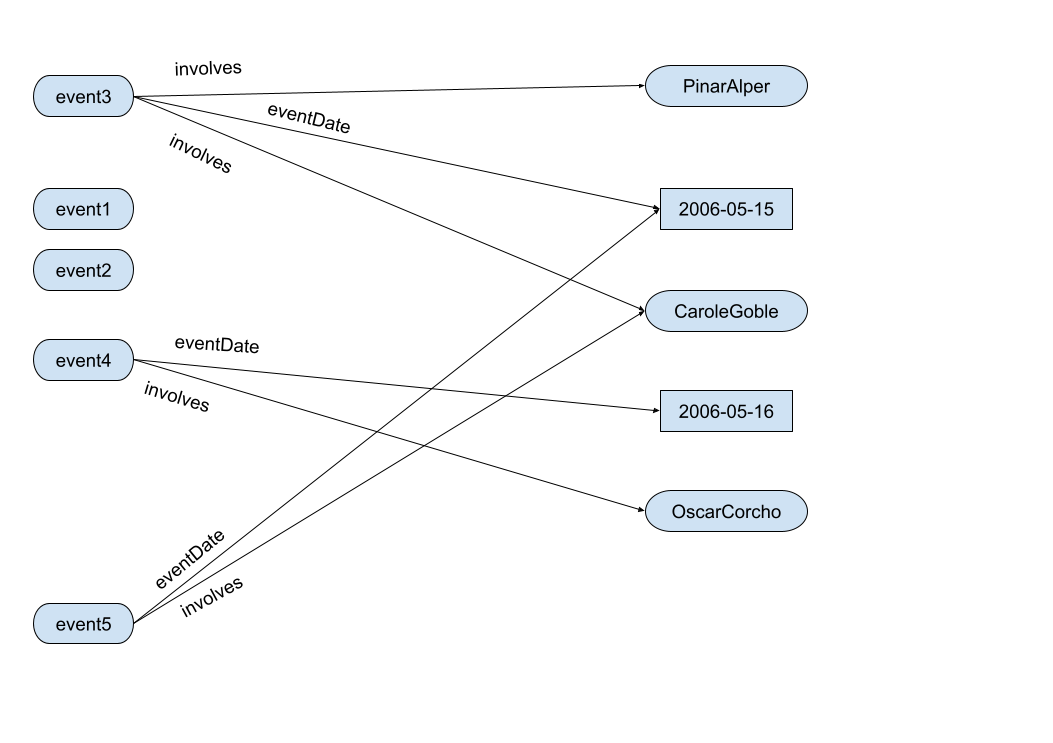 involves
PinarAlper
event3
eventDate
involves
event1
2006-05-15
event2
CaroleGoble
eventDate
event4
involves
2006-05-16
OscarCorcho
eventDate
involves
event5